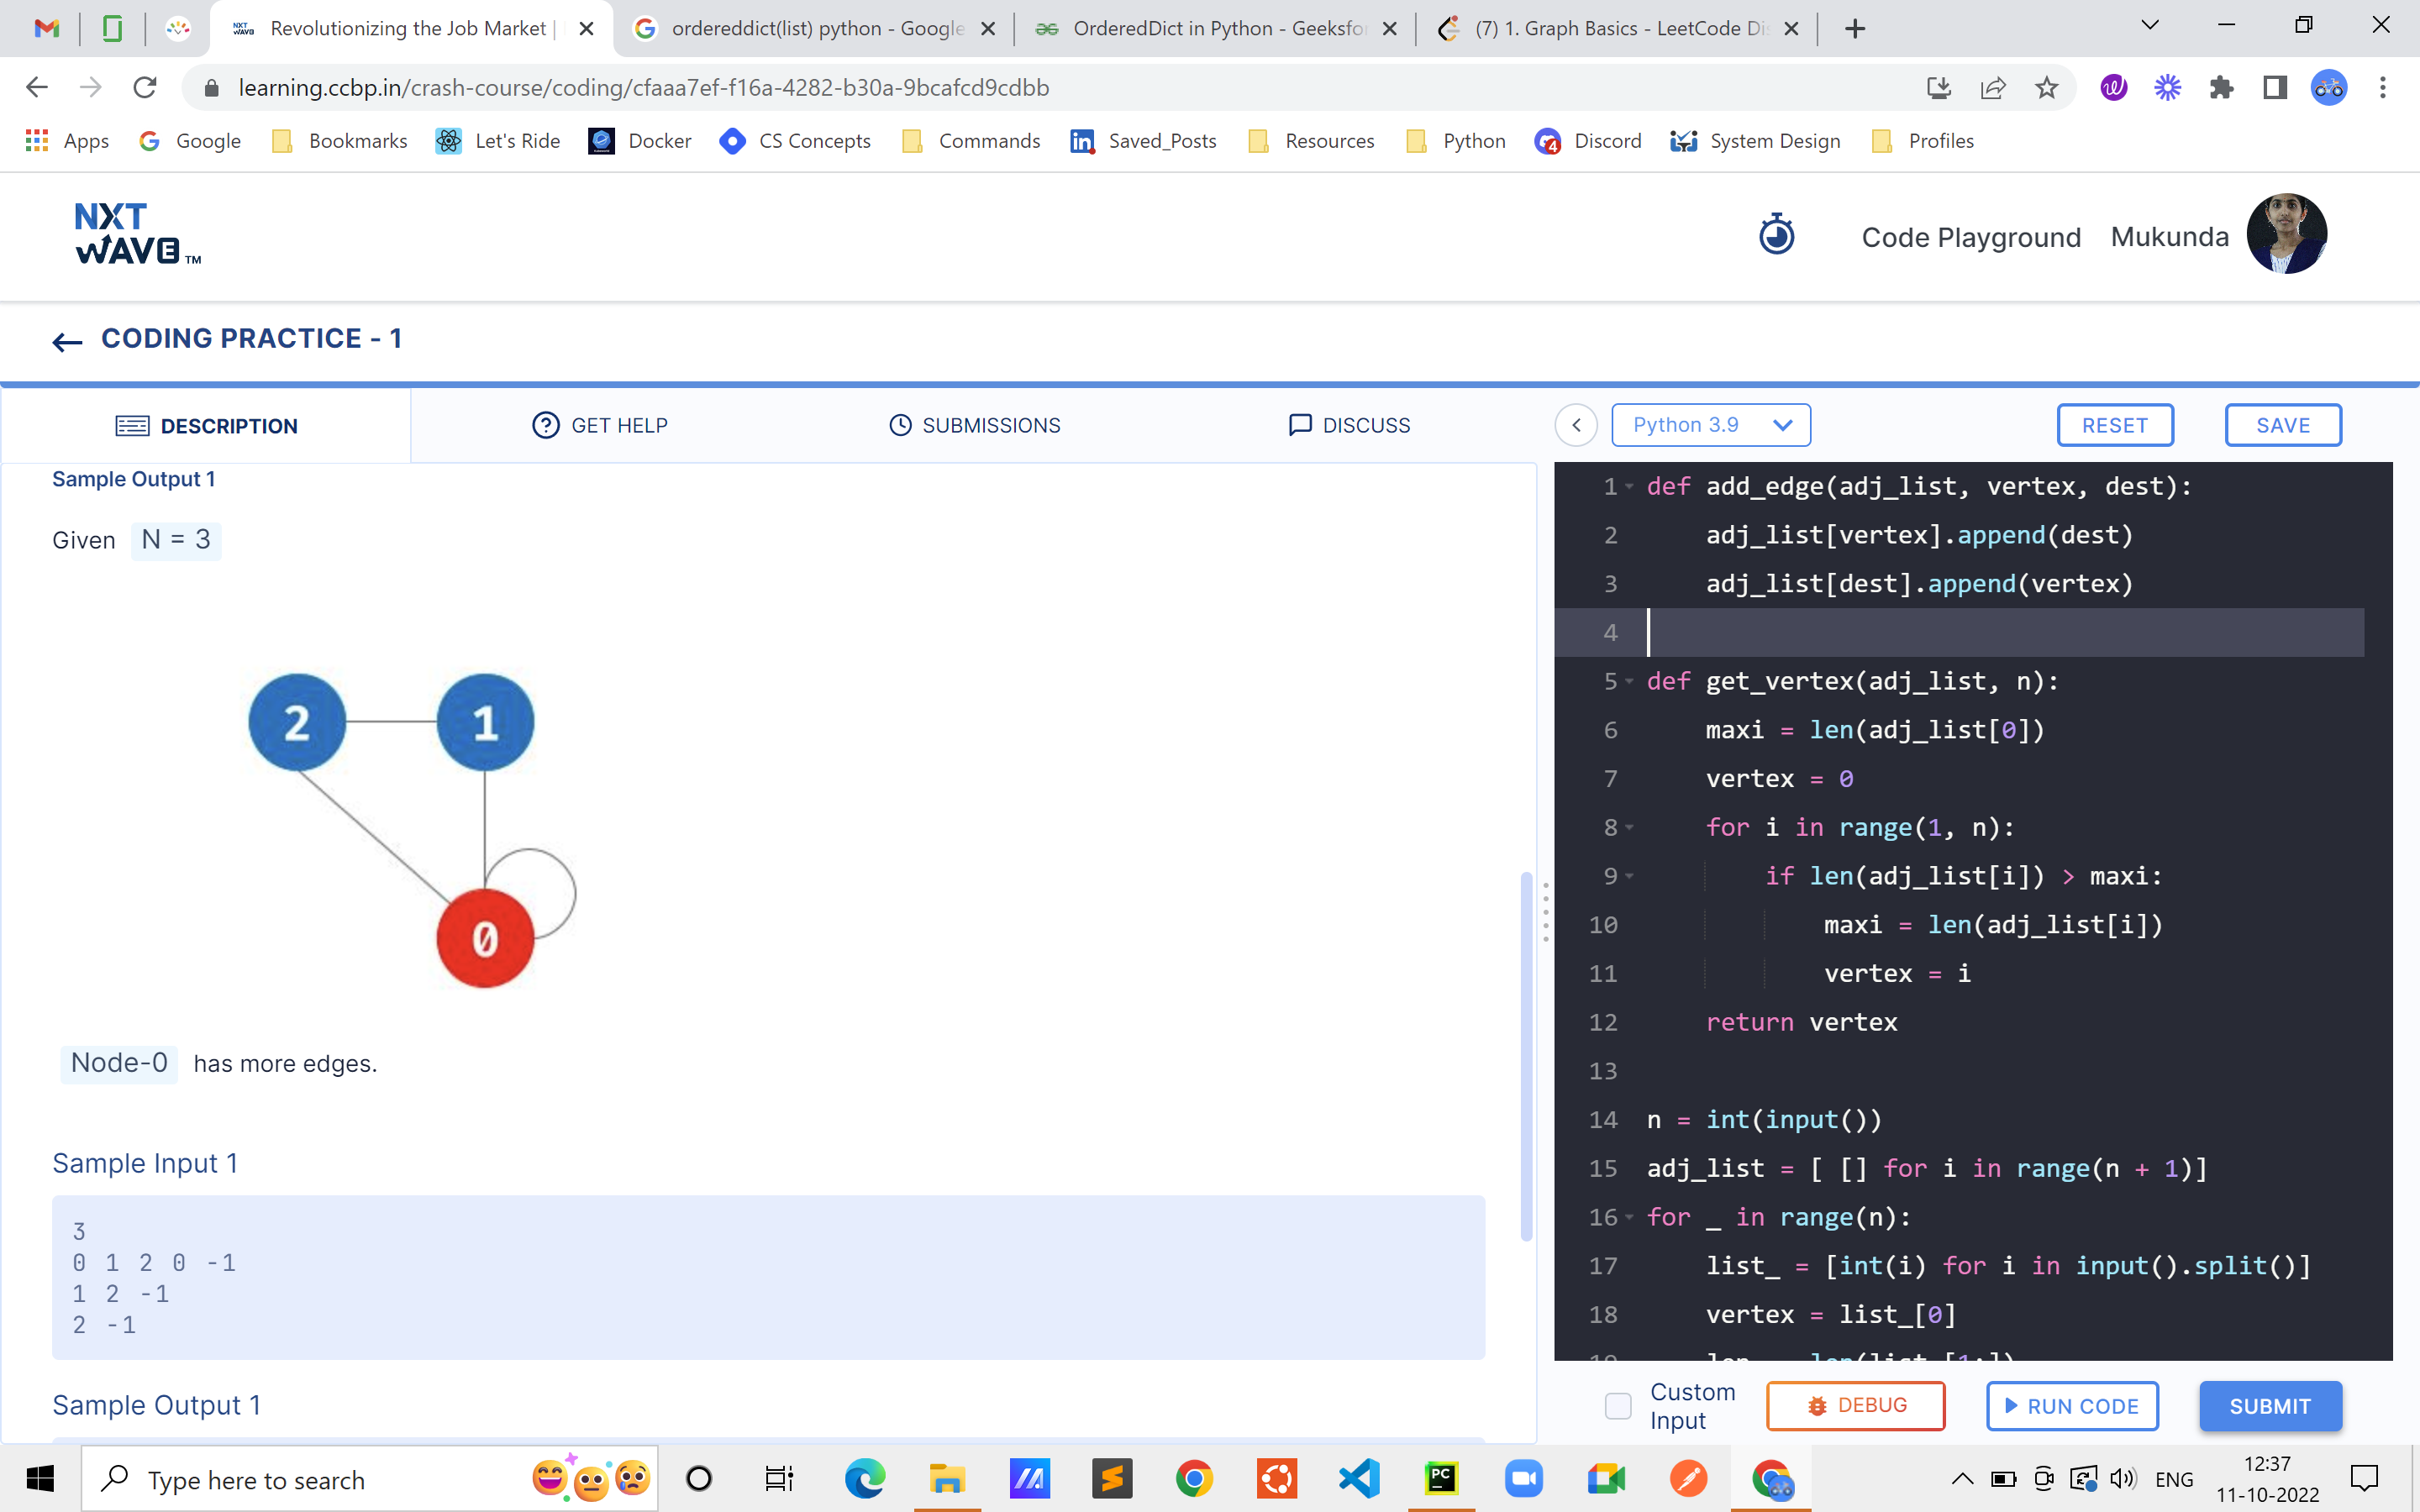 Revolutionizing the Job Market |
ordereddict(list) python - Google
OrderedDict in Python - Geeksfor
(7) 1. Graph Basics - LeetCode Dis
learning.ccbp.in/crash-course/coding/cfaaa7ef-f16a-4282-b30a-9bcafcd9cdbb
Apps Google Bookmarks Let's Ride Docker CS Concepts Commands Saved_Posts Resources Python 4 Discord System Design Profiles
NXT
WAVE TM
Code Playground Mukunda
CODING PRACTICE - 1
DESCRIPTION GET HELP SUBMISSIONS DISCUSS
Python 3.9 RESET SAVE
Sample Output 1
Given N = 3
2 1
0
Node-0 has more edges.
Sample Input 1
3
0 1 2 0 -1
1 2 -1
2 -1
Sample Output 1
1 def add_edge(adj_list, vertex, dest):
2     adj_list[vertex].append(dest)
3     adj_list[dest].append(vertex)
4
5 def get_vertex(adj_list, n):
6     maxi = len(adj_list[0])
7     vertex = 0
8     for i in range(1, n):
9         if len(adj_list[i]) > maxi:
10             maxi = len(adj_list[i])
11             vertex = i
12     return vertex
13
14 n = int(input())
15 adj_list = [ [] for i in range(n + 1)]
16 for _ in range(n):
17     list_ = [int(i) for i in input().split()]
18     vertex = list_[0]
Custom
Input
DEBUG RUN CODE SUBMIT
Type here to search
PC
ENG
12:37
11-10-2022